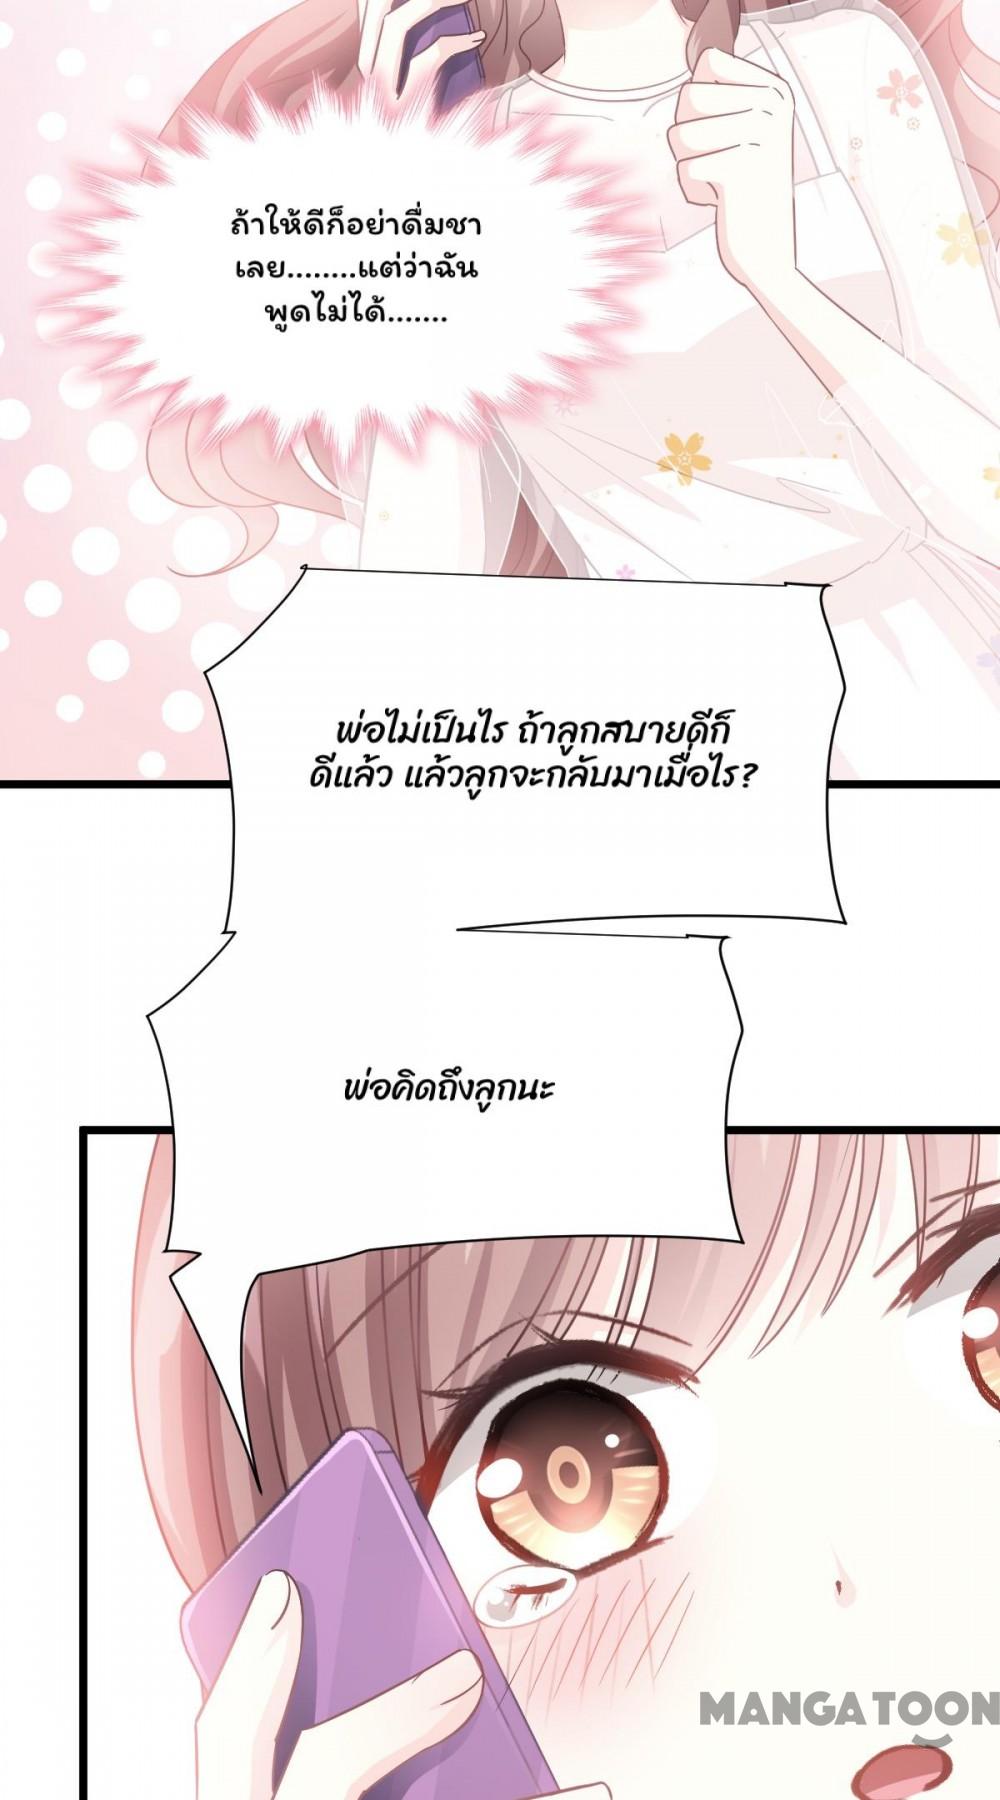 ถ้าให้ดีก็อย่าดื่มชา
เลย........แต่ว่าฉัน
พูดไม่ได้.......
พ่อไม่เป็นไร ถ้าลูกสบายดีก็
ดีแล้ว แล้วลูกจะกลับมาเมื่อไร?
พ่อคิดถึงลูกนะ
MANGATOON